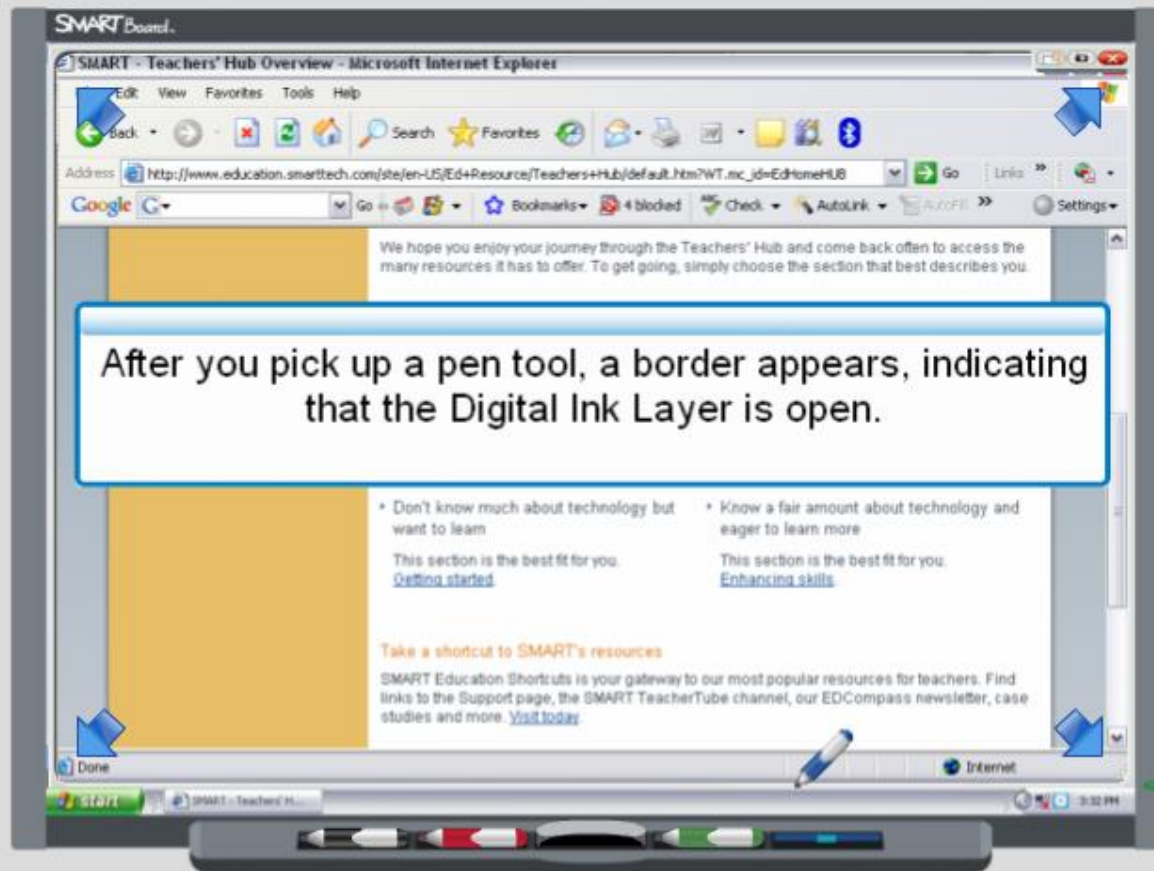 SMART Board.
SMART - Teachers' Hub Overview - Microsoft Internet Explorer
Edit View Favorites Tools Help
Back Search Favorites
Address http://www.education.smarttech.com/site/en-US/Ed+Resource/Teachers+Hub/default.htm?WT.mc_id=EdHomeHUB Go Links »
Google G Go Bookmarks 4 blocked Check AutoLink AutoFill » Settings
We hope you enjoy your journey through the Teachers' Hub and come back often to access the
many resources it has to offer. To get going, simply choose the section that best describes you.
After you pick up a pen tool, a border appears, indicating
that the Digital Ink Layer is open.
• Don't know much about technology but
want to learn
This section is the best fit for you.
Getting started.
• Know a fair amount about technology and
eager to learn more
This section is the best fit for you.
Enhancing skills.
Take a shortcut to SMART's resources
SMART Education Shortcuts is your gateway to our most popular resources for teachers. Find
links to the Support page, the SMART TeacherTube channel, our EDCompass newsletter, case
studies and more. Visit today.
Done Internet
start SMART - Teachers' H... 3:32 PM